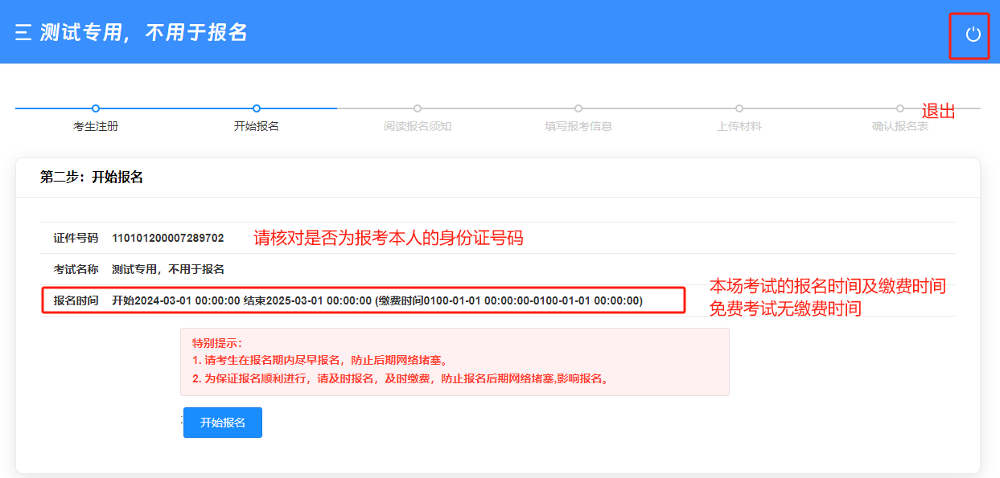 测试专用，不用于报名
退出
考生注册
开始报名
阅读报名须知
填写报考信息
上传材料
确认报名表
第二步：开始报名
证件号码 110101200007289702 请核对是否为报考本人的身份证号码
考试名称 测试专用，不用于报名
报名时间 开始2024-03-01 00:00:00 结束2025-03-01 00:00:00 (缴费时间0100-01-01 00:00:00-0100-01-01 00:00:00)
本场考试的报名时间及缴费时间
免费考试无缴费时间
特别提示：
1. 请考生在报名期内尽早报名，防止后期网络堵塞。
2. 为保证报名顺利进行，请及时报名，及时缴费，防止报名后期网络堵塞,影响报名。
开始报名